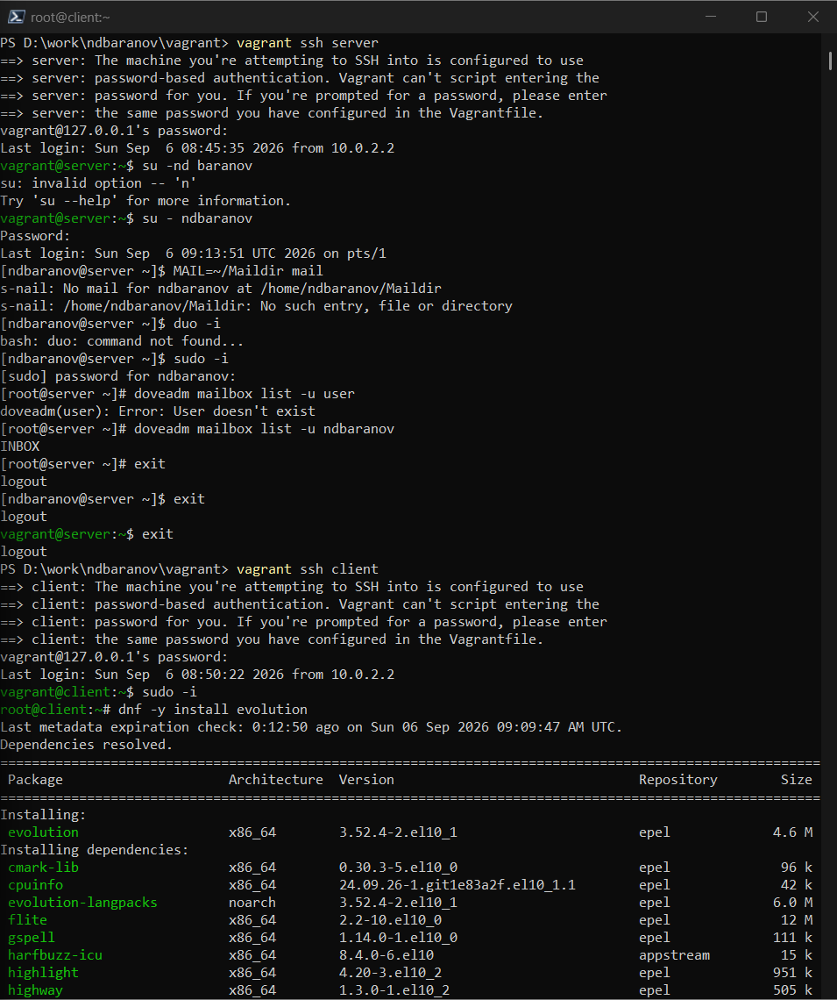 root@client:~
PS D:\work\ndbaranov\vagrant> vagrant ssh server
==> server: The machine you're attempting to SSH into is configured to use
==> server: password-based authentication. Vagrant can't script entering the
==> server: password for you. If you're prompted for a password, please enter
==> server: the same password you have configured in the Vagrantfile.
vagrant@127.0.0.1's password:
Last login: Sun Sep  6 08:45:35 2026 from 10.0.2.2
vagrant@server:~$ su -nd baranov
su: invalid option -- 'n'
Try 'su --help' for more information.
vagrant@server:~$ su - ndbaranov
Password:
Last login: Sun Sep  6 09:13:51 UTC 2026 on pts/1
[ndbaranov@server ~]$ MAIL=~/Maildir mail
s-nail: No mail for ndbaranov at /home/ndbaranov/Maildir
s-nail: /home/ndbaranov/Maildir: No such entry, file or directory
[ndbaranov@server ~]$ duo -i
bash: duo: command not found...
[ndbaranov@server ~]$ sudo -i
[sudo] password for ndbaranov:
[root@server ~]# doveadm mailbox list -u user
doveadm(user): Error: User doesn't exist
[root@server ~]# doveadm mailbox list -u ndbaranov
INBOX
[root@server ~]# exit
logout
[ndbaranov@server ~]$ exit
logout
vagrant@server:~$ exit
logout
PS D:\work\ndbaranov\vagrant> vagrant ssh client
==> client: The machine you're attempting to SSH into is configured to use
==> client: password-based authentication. Vagrant can't script entering the
==> client: password for you. If you're prompted for a password, please enter
==> client: the same password you have configured in the Vagrantfile.
vagrant@127.0.0.1's password:
Last login: Sun Sep  6 08:50:22 2026 from 10.0.2.2
vagrant@client:~$ sudo -i
root@client:~# dnf -y install evolution
Last metadata expiration check: 0:12:50 ago on Sun 06 Sep 2026 09:09:47 AM UTC.
Dependencies resolved.
========================================================================================================
Package Architecture Version Repository Size
========================================================================================================
Installing:
evolution x86_64 3.52.4-2.el10_1 epel 4.6 M
Installing dependencies:
cmark-lib x86_64 0.30.3-5.el10_0 epel 96 k
cpuinfo x86_64 24.09.26-1.git1e83a2f.el10_1.1 epel 42 k
evolution-langpacks noarch 3.52.4-2.el10_1 epel 6.0 M
flite x86_64 2.2-10.el10_0 epel 12 M
gspell x86_64 1.14.0-1.el10_0 epel 111 k
harfbuzz-icu x86_64 8.4.0-6.el10 appstream 15 k
highlight x86_64 4.20-3.el10_2 epel 951 k
highway x86_64 1.3.0-1.el10_2 epel 505 k